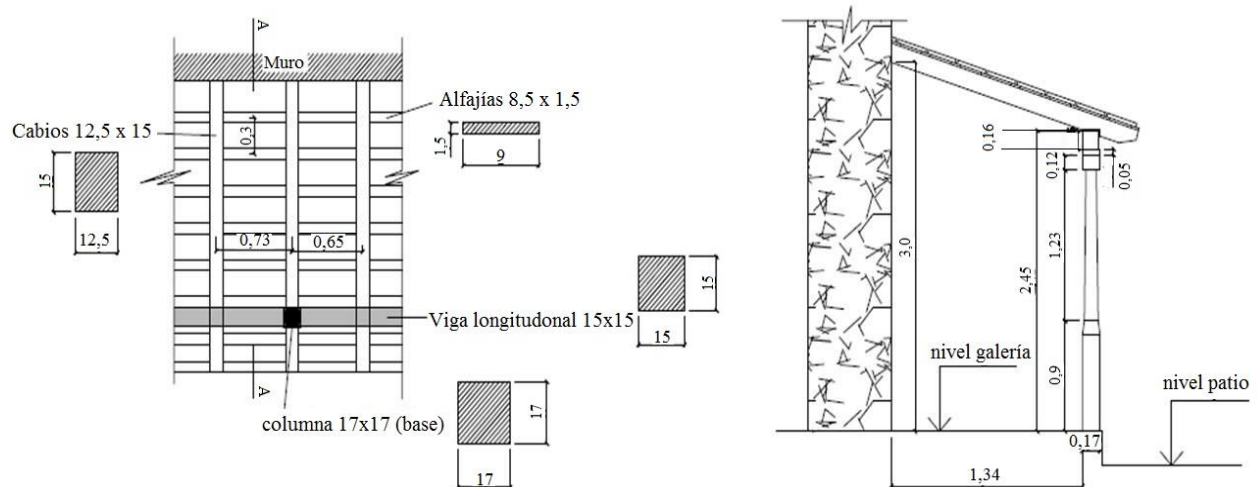 A
Muro
Alfajías 8,5 x 1,5
Cabios 12,5 x 15
0,3
1,5
9
15
12,5
0,73
0,65
Viga longitudonal 15x15
15
15
A
columna 17x17 (base)
17
17
0,16
0,12
0,05
3,0
2,45
1,23
0,9
nivel galería
nivel patio
0,17
1,34